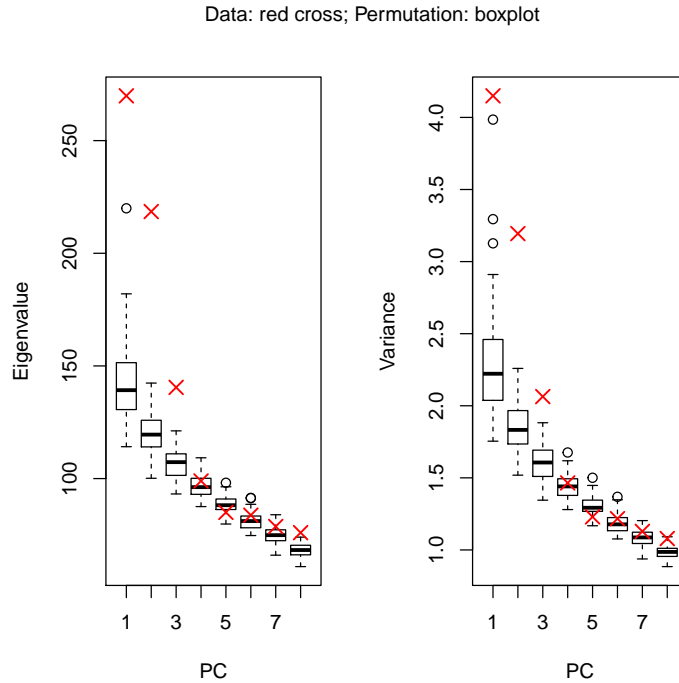 Data: red cross; Permutation: boxplot
Eigenvalue
250
200
150
100
1 3 5 7
PC
Variance
4.0
3.5
3.0
2.5
2.0
1.5
1.0
1 3 5 7
PC